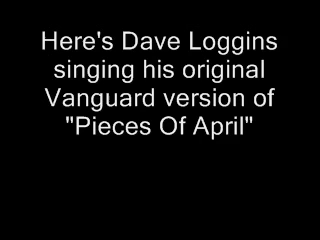 Here's Dave Loggins
singing his original
Vanguard version of
"Pieces Of April"